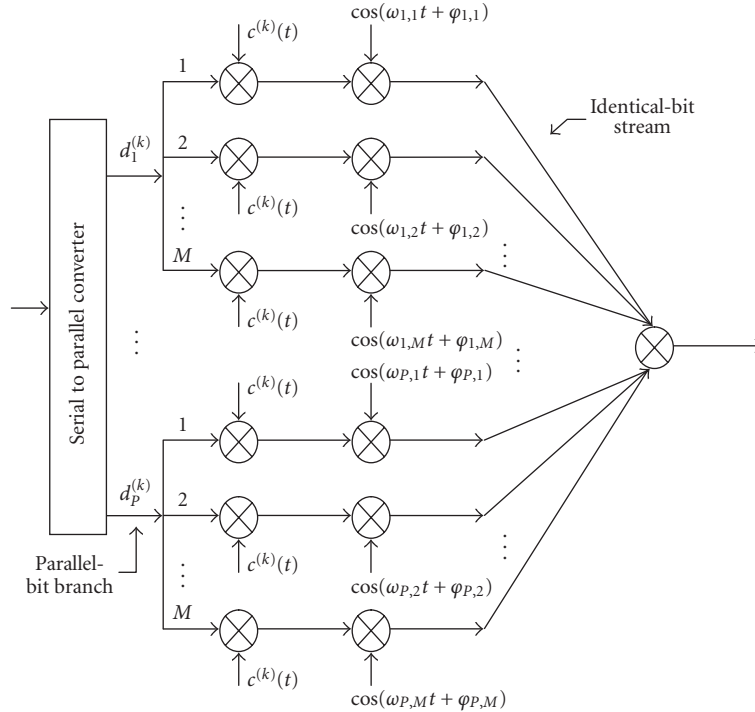 cos(ω1,1t + φ1,1)
c(k)(t)
1
Identical-bit
stream
2
d1(k)
c(k)(t)
cos(ω1,2t + φ1,2)
⋮
⋮
M
c(k)(t)
cos(ω1,Mt + φ1,M)
Serial to parallel converter
⋮
⋮
cos(ωP,1t + φP,1)
c(k)(t)
1
dP(k)
2
Parallel-
bit branch
c(k)(t)
cos(ωP,2t + φP,2)
⋮
⋮
M
c(k)(t)
cos(ωP,Mt + φP,M)